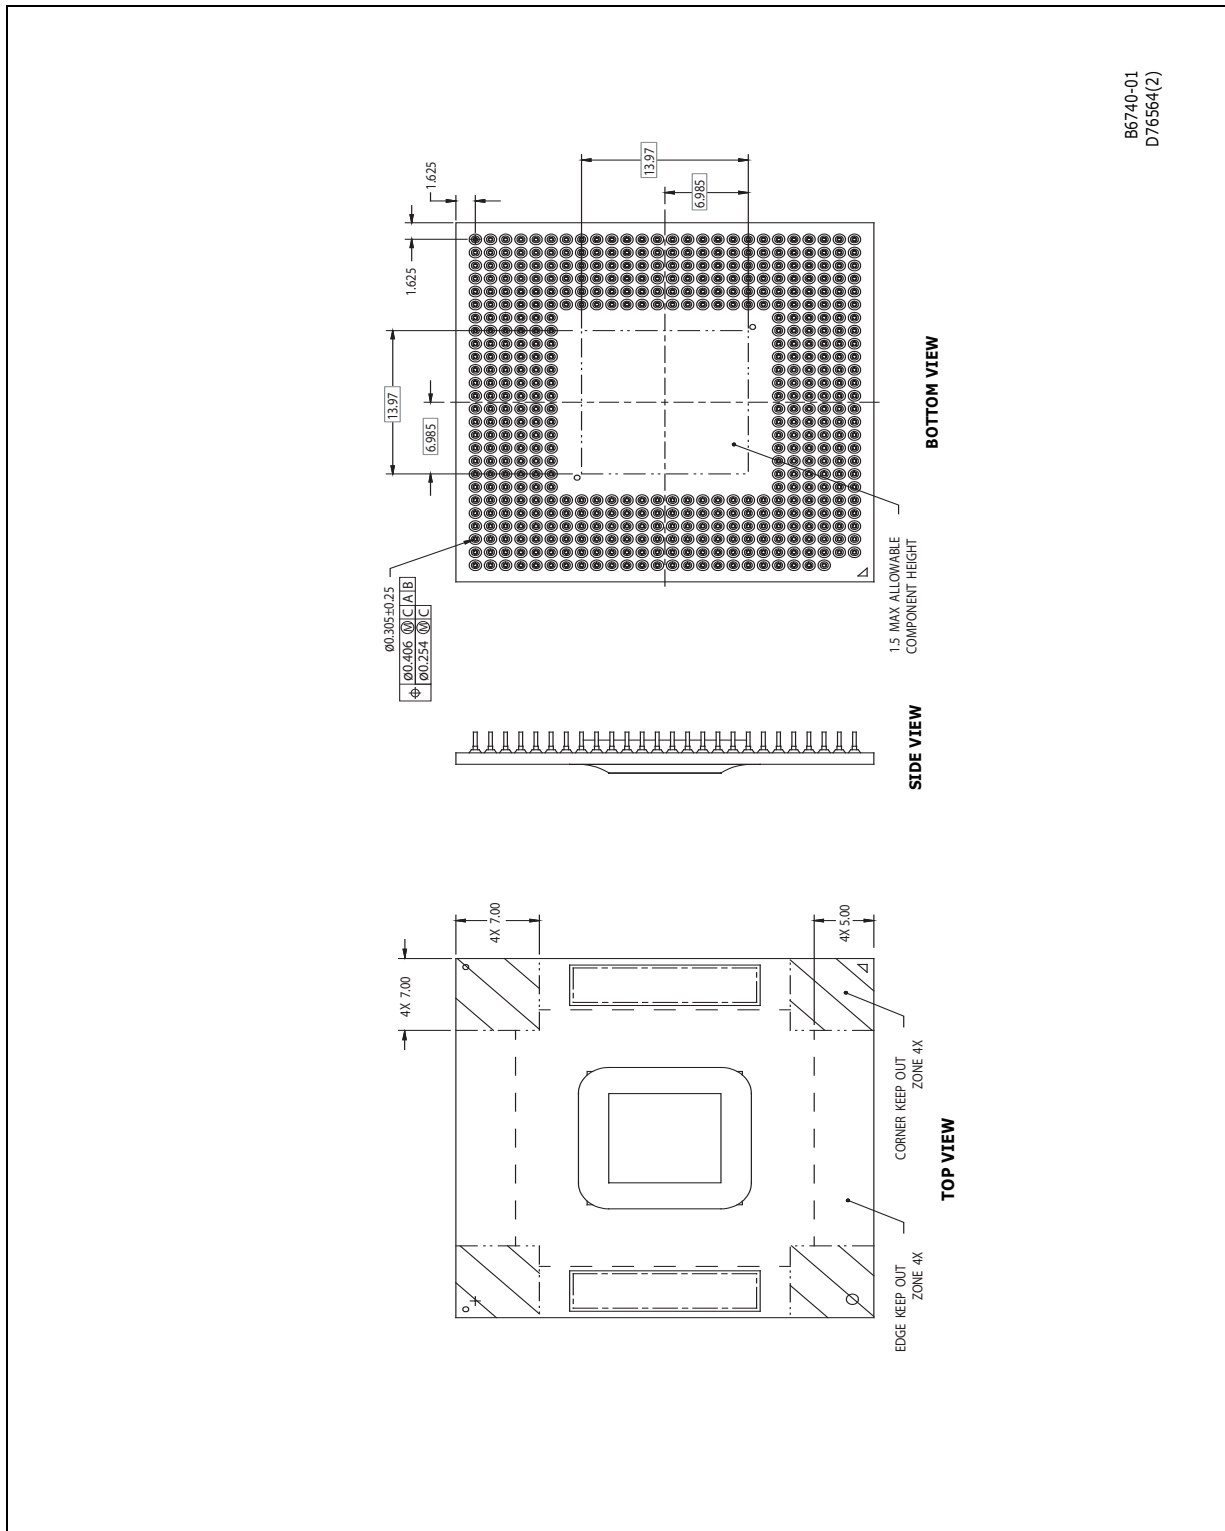 B6740-01
D76564(2)
1.625
1.625
13.97
6.985
13.97
6.985
Ø0.305±0.25
⌖ Ø0.406 Ⓜ C A B
Ø0.254 Ⓜ C
1.5 MAX ALLOWABLE
COMPONENT HEIGHT
BOTTOM VIEW
SIDE VIEW
4X 7.00
4X 7.00
4X 5.00
CORNER KEEP OUT
ZONE 4X
EDGE KEEP OUT
ZONE 4X
TOP VIEW